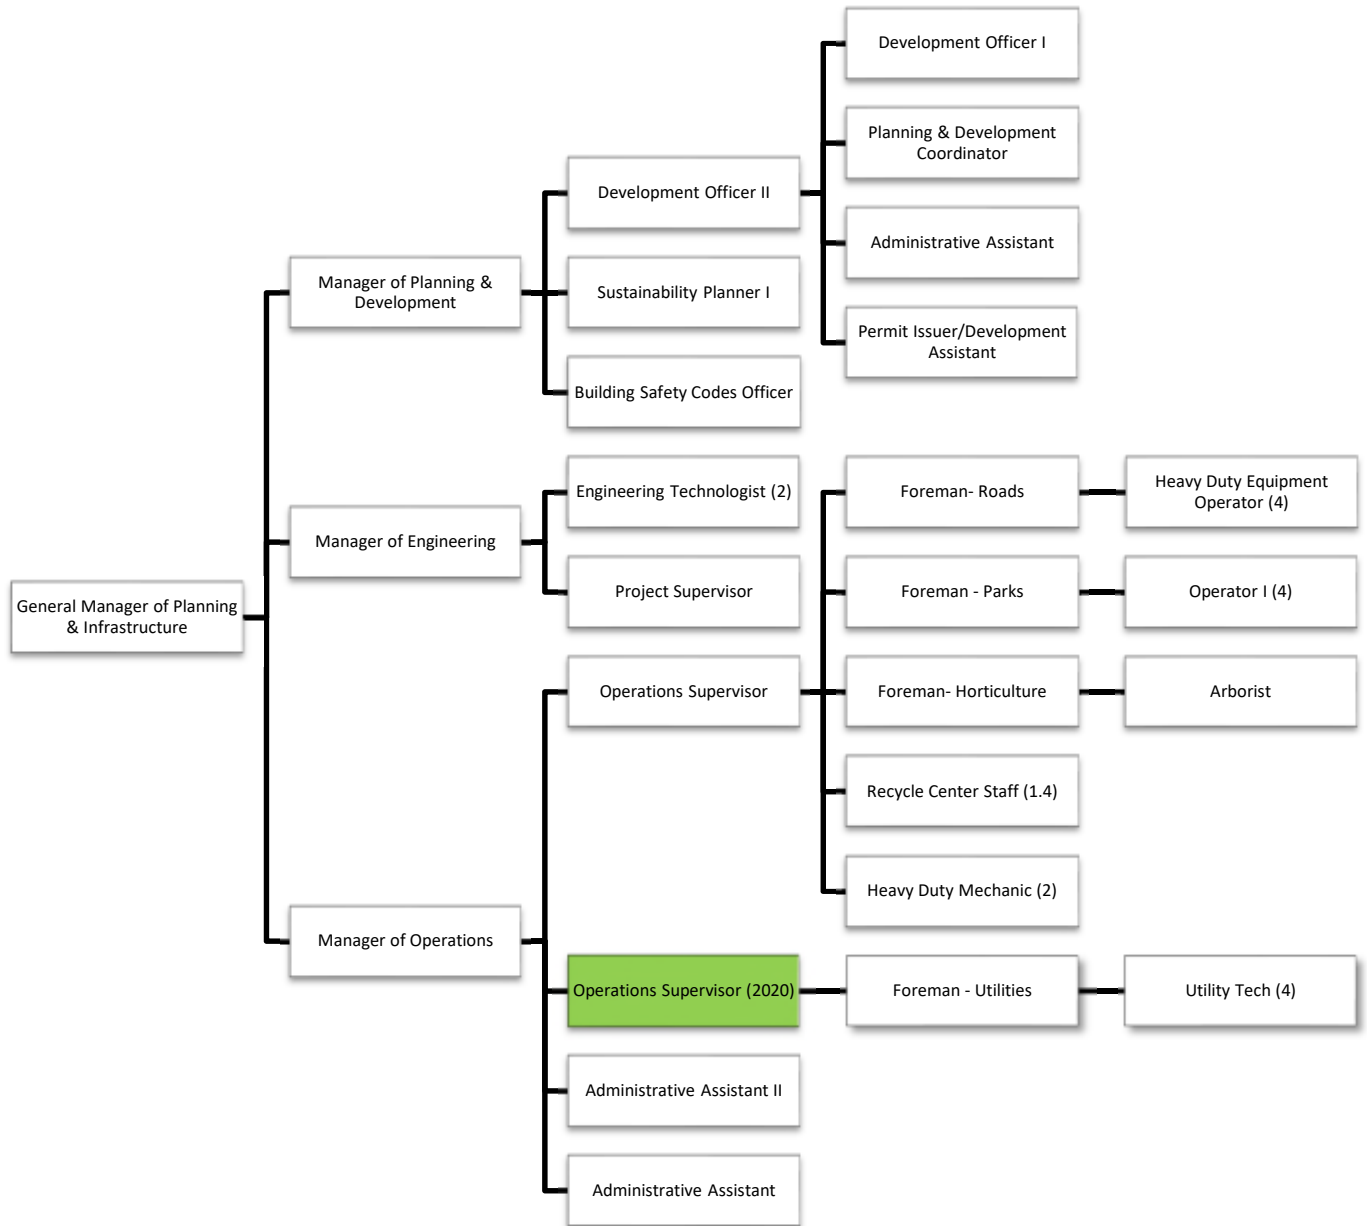 Development Officer I
Planning & Development
Coordinator
Development Officer II
Administrative Assistant
Manager of Planning &
Development
Sustainability Planner I
Permit Issuer/Development
Assistant
Building Safety Codes Officer
Engineering Technologist (2)
Foreman- Roads
Heavy Duty Equipment
Operator (4)
Manager of Engineering
Project Supervisor
Foreman - Parks
Operator I (4)
General Manager of Planning
& Infrastructure
Operations Supervisor
Foreman- Horticulture
Arborist
Recycle Center Staff (1.4)
Heavy Duty Mechanic (2)
Manager of Operations
Operations Supervisor (2020)
Foreman - Utilities
Utility Tech (4)
Administrative Assistant II
Administrative Assistant